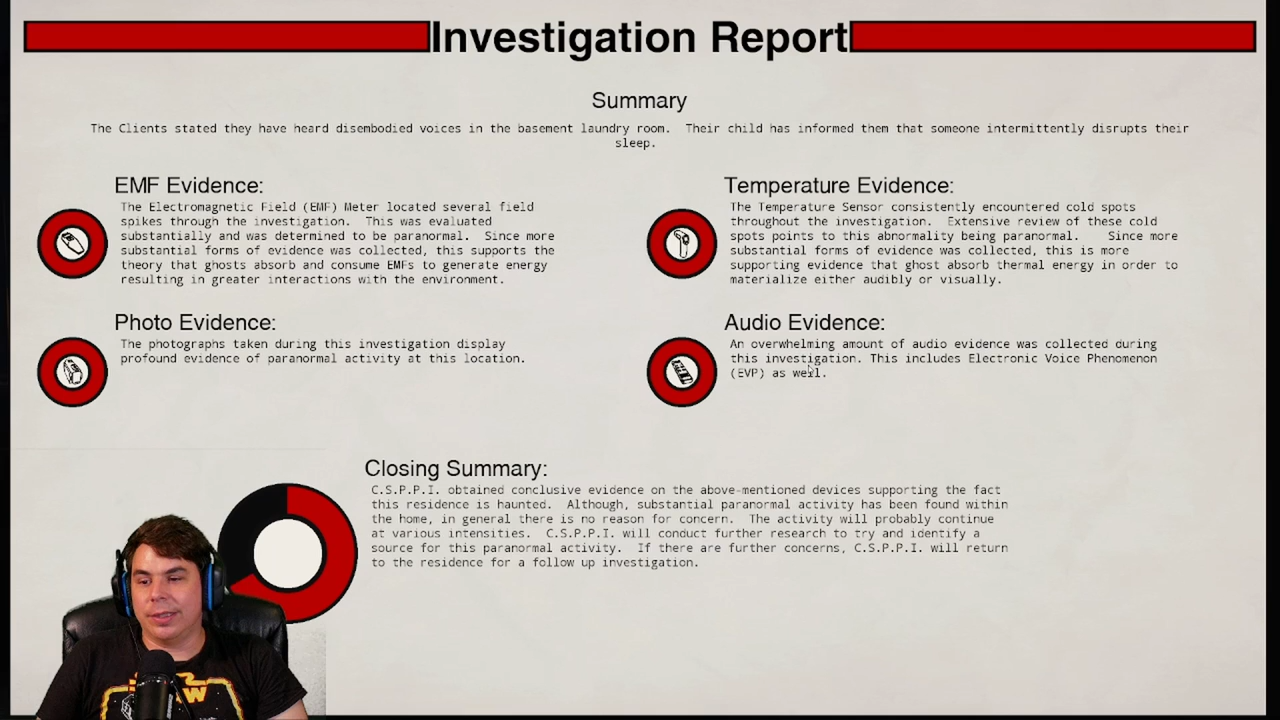 Investigation Report
Summary
The Clients stated they have heard disembodied voices in the basement laundry room.  Their child has informed them that someone intermittently disrupts their
sleep.
EMF Evidence:
The Electromagnetic Field (EMF) Meter located several field
spikes through the investigation.  This was evaluated
substantially and was determined to be paranormal.  Since more
substantial forms of evidence was collected, this supports the
theory that ghosts absorb and consume EMFs to generate energy
resulting in greater interactions with the environment.
Temperature Evidence:
The Temperature Sensor consistently encountered cold spots
throughout the investigation.  Extensive review of these cold
spots points to this abnormality being paranormal.    Since more
substantial forms of evidence was collected, this is more
supporting evidence that ghost absorb thermal energy in order to
materialize either audibly or visually.
Photo Evidence:
The photographs taken during this investigation display
profound evidence of paranormal activity at this location.
Audio Evidence:
An overwhelming amount of audio evidence was collected during
this investigation. This includes Electronic Voice Phenomenon
(EVP) as well.
Closing Summary:
C.S.P.P.I. obtained conclusive evidence on the above-mentioned devices supporting the fact
this residence is haunted.  Although, substantial paranormal activity has been found within
the home, in general there is no reason for concern.  The activity will probably continue
at various intensities.  C.S.P.P.I. will conduct further research to try and identify a
source for this paranormal activity.  If there are further concerns, C.S.P.P.I. will return
to the residence for a follow up investigation.